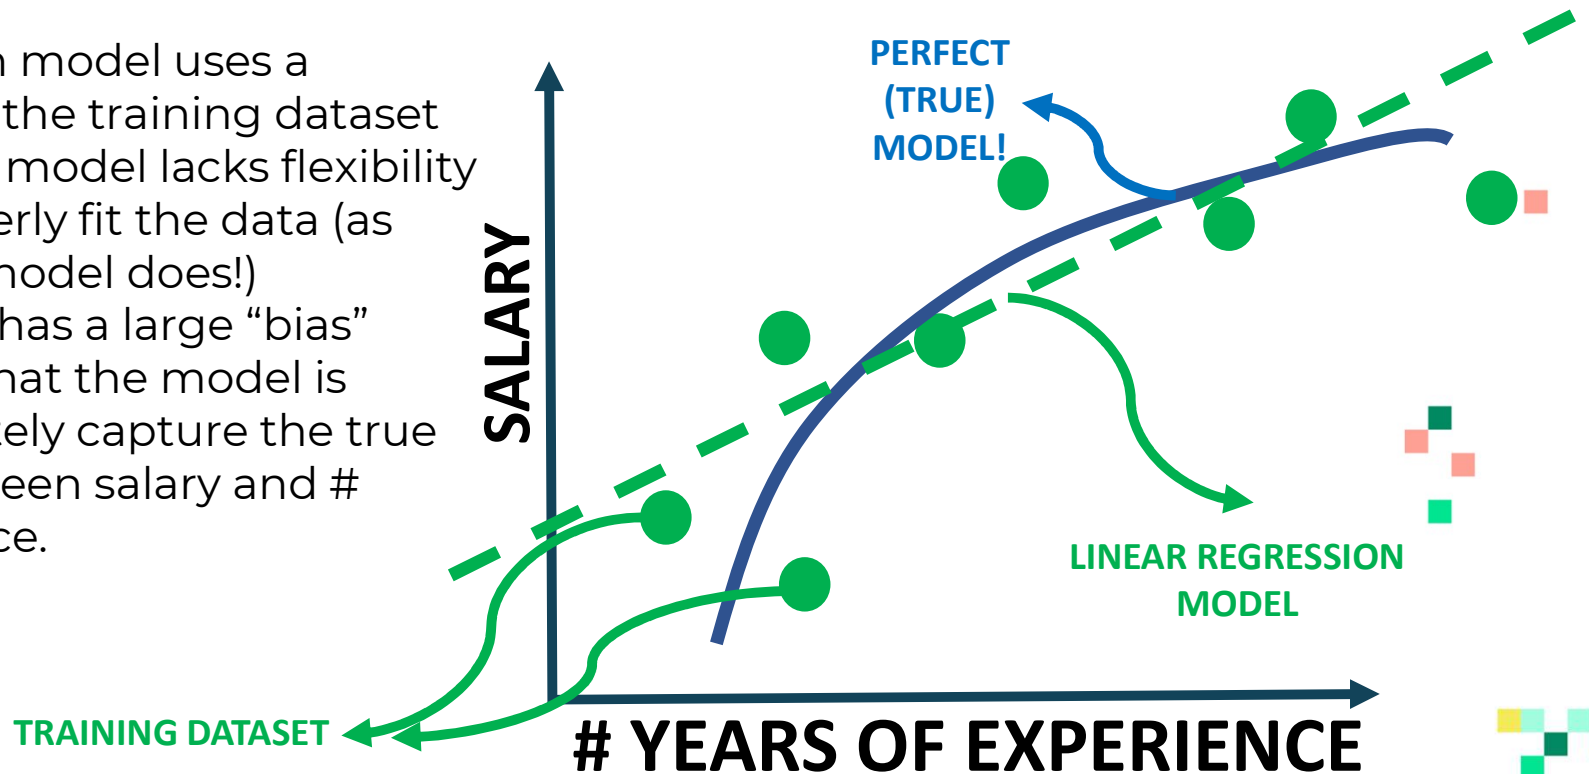 n model uses a
the training dataset
model lacks flexibility
erly fit the data (as
nodel does!)
has a large “bias”
hat the model is
tely capture the true
een salary and #
ce.
PERFECT
(TRUE)
MODEL!
SALARY
LINEAR REGRESSION
MODEL
TRAINING DATASET
# YEARS OF EXPERIENCE